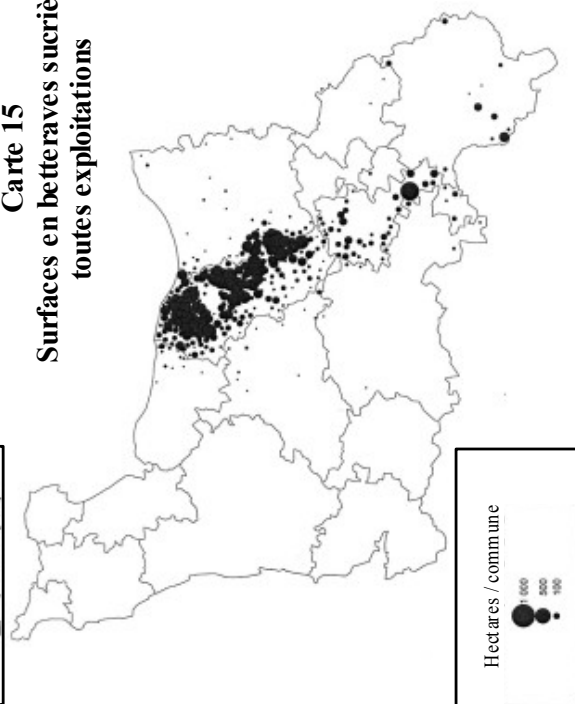 Carte 15
Surfaces en betteraves sucriè
toutes exploitations
Hectares / commune
1 000
500
100